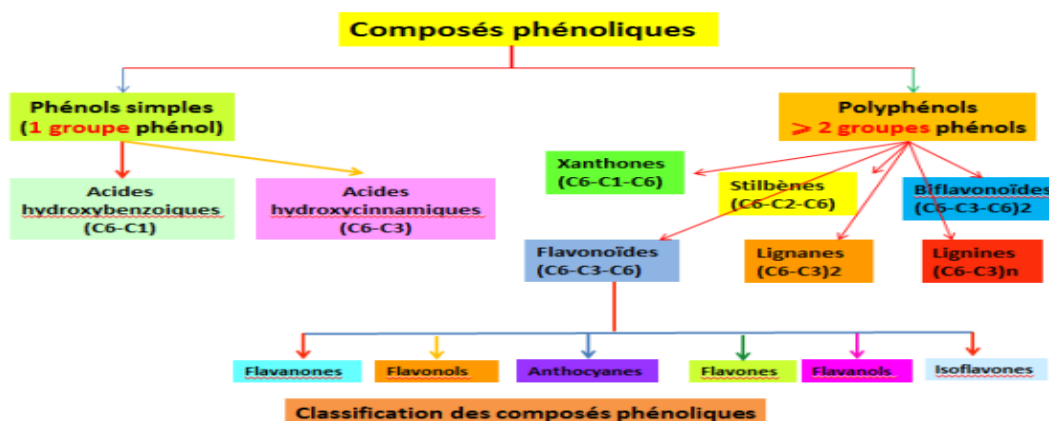 Composés phénoliques
Phénols simples
(1 groupe phénol)
Polyphénols
⩾ 2 groupes phénols
Acides
hydroxybenzoiques
(C6-C1)
Acides
hydroxycinnamiques
(C6-C3)
Xanthones
(C6-C1-C6)
Stilbènes
(C6-C2-C6)
Biflavonoïdes
(C6-C3-C6)2
Flavonoïdes
(C6-C3-C6)
Lignanes
(C6-C3)2
Lignines
(C6-C3)n
Flavanones
Flavonols
Anthocyanes
Flavones
Flavanols
Isoflavones
Classification des composés phénoliques